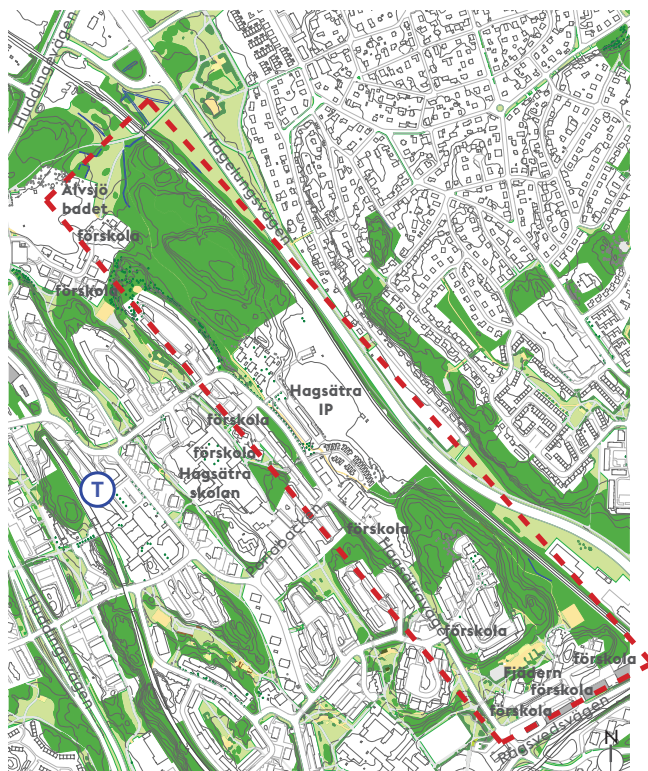 Huddingevägen
Magelungsvägen
Älvsjö
badet
förskola
förskola
Hagsätra
IP
förskola
förskola
Hagsätra
skolan
T
förskola
Huddingevägen
förskola
förskola
Fjädern
förskola
förskola
Rågsvedsvägen
N